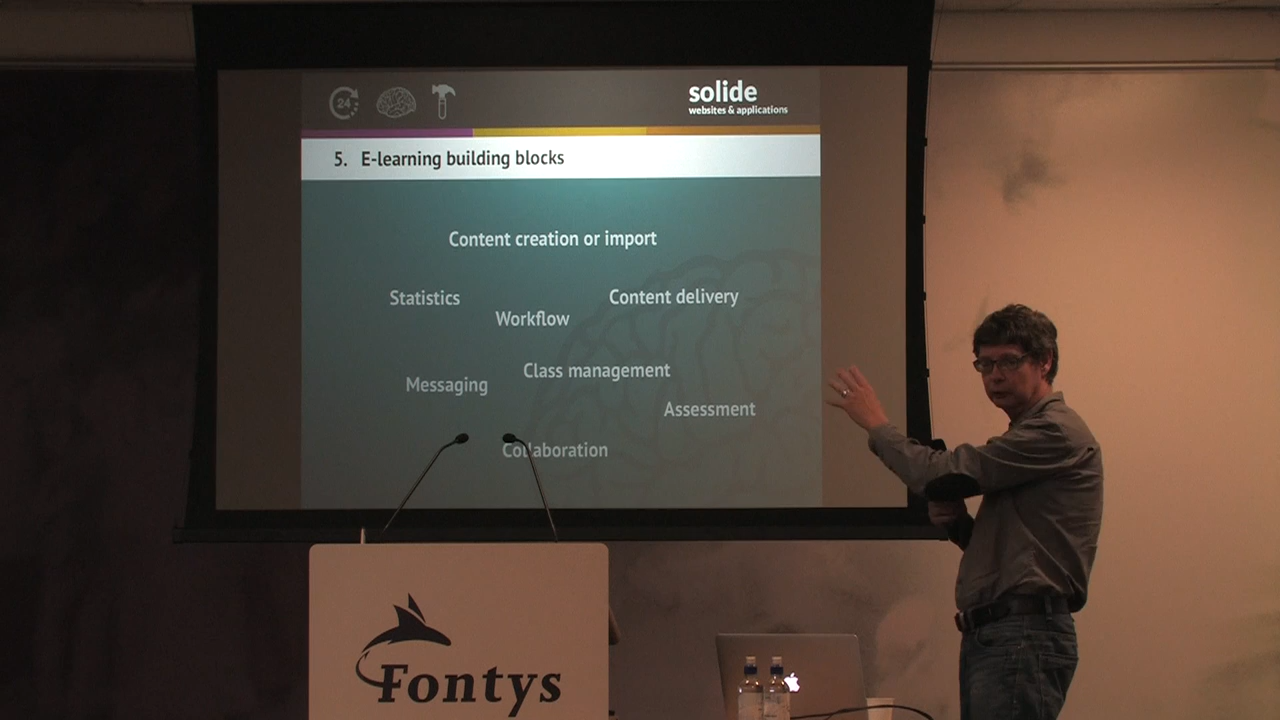 24
solide
websites & applications
5. E-learning building blocks
Content creation or import
Statistics
Content delivery
Workflow
Class management
Messaging
Assessment
Collaboration
Fontys